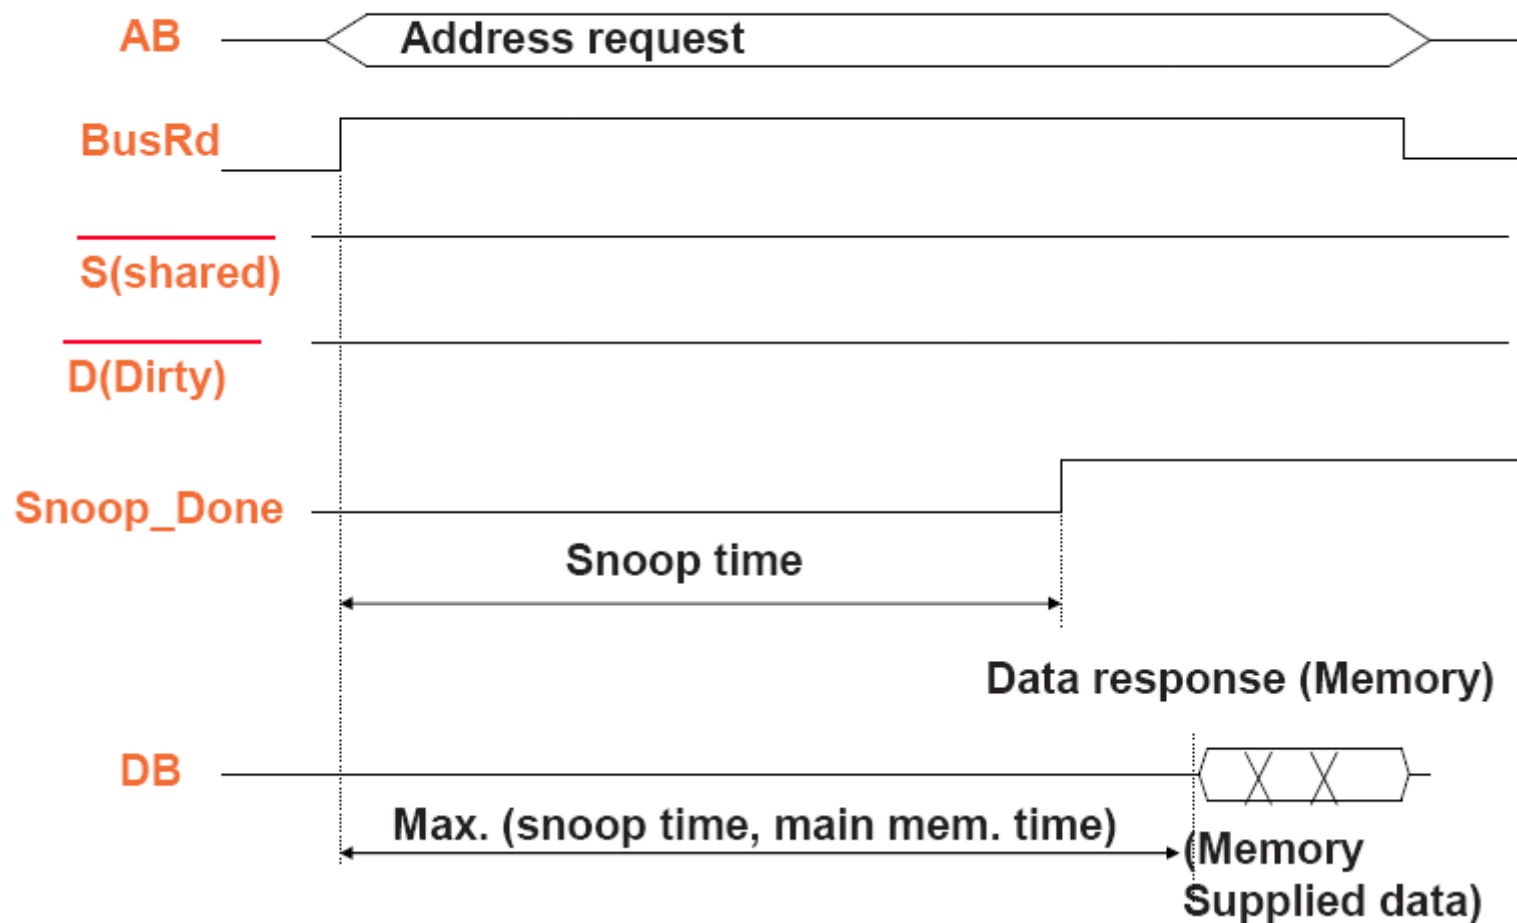 AB
Address request
BusRd
S(shared)
D(Dirty)
Snoop_Done
Snoop time
Data response (Memory)
DB
Max. (snoop time, main mem. time)
(Memory
Supplied data)